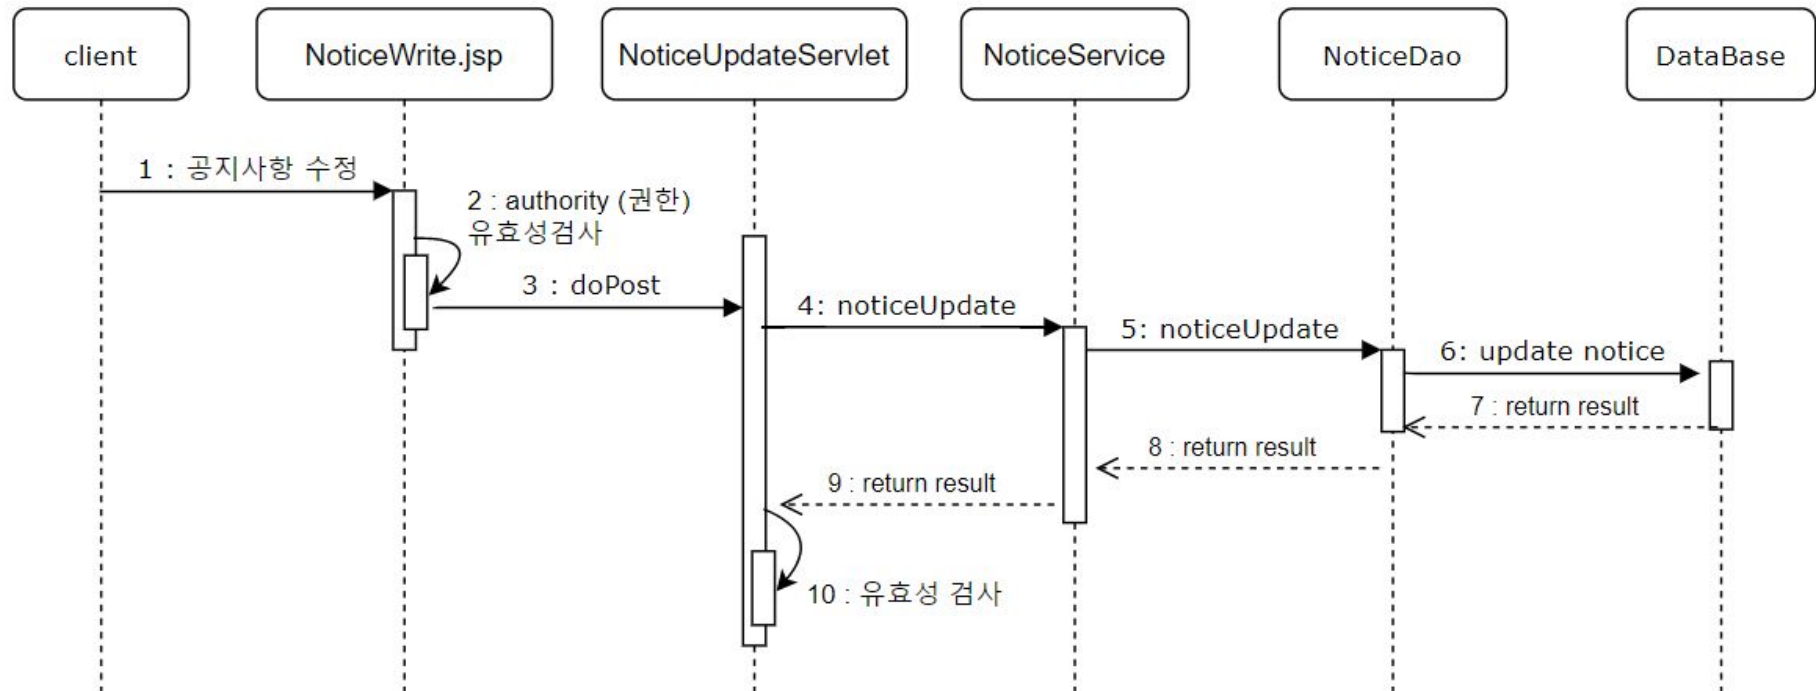 client
NoticeWrite.jsp
NoticeUpdateServlet
NoticeService
NoticeDao
DataBase
1 : 공지사항 수정
2 : authority (권한)
유효성검사
3 : doPost
4: noticeUpdate
5: noticeUpdate
6: update notice
7 : return result
8 : return result
9 : return result
10 : 유효성 검사